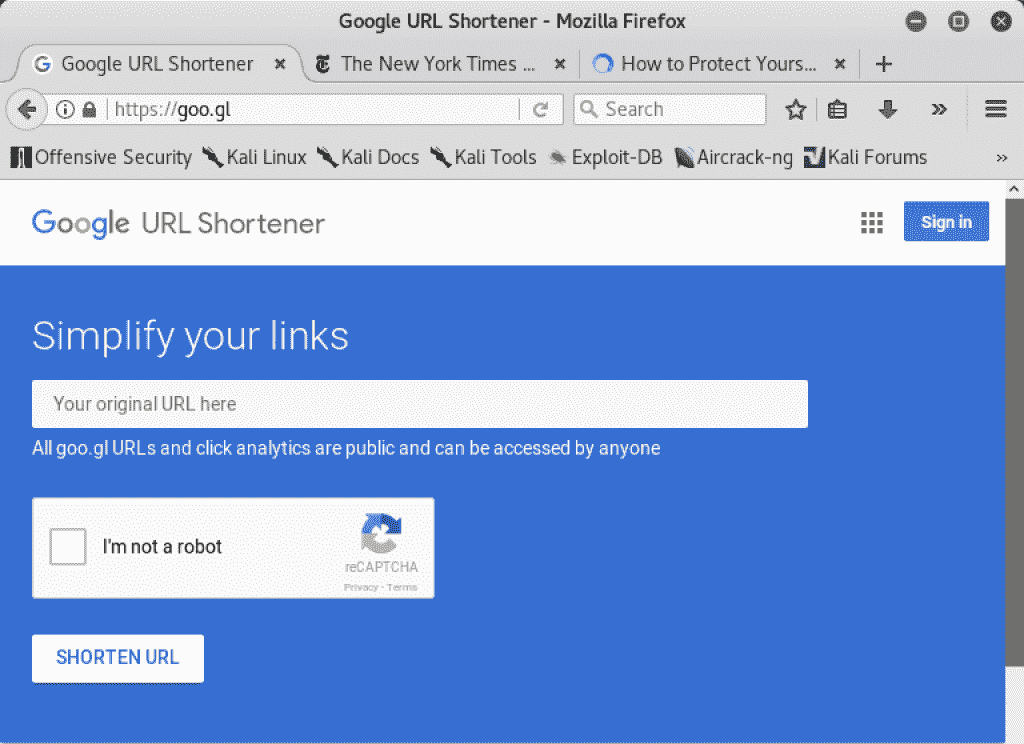 Google URL Shortener - Mozilla Firefox
Google URL Shortener
The New York Times ...
How to Protect Yours...
https://goo.gl
Search
Offensive Security
Kali Linux
Kali Docs
Kali Tools
Exploit-DB
Aircrack-ng
Kali Forums
Google URL Shortener
Sign in
Simplify your links
Your original URL here
All goo.gl URLs and click analytics are public and can be accessed by anyone
I'm not a robot
reCAPTCHA
Privacy - Terms
SHORTEN URL